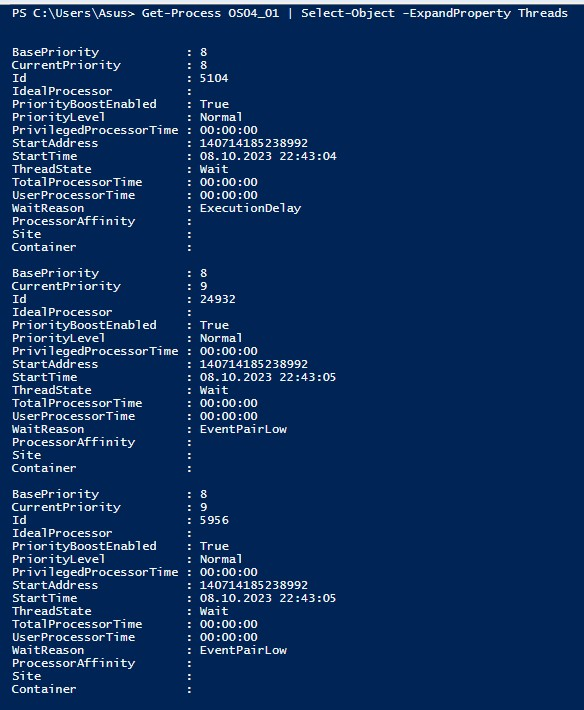 PS C:\Users\Asus> Get-Process OS04_01 | Select-Object -ExpandProperty Threads
BasePriority : 8
CurrentPriority : 8
Id : 5104
IdealProcessor :
PriorityBoostEnabled : True
PriorityLevel : Normal
PrivilegedProcessorTime : 00:00:00
StartAddress : 140714185238992
StartTime : 08.10.2023 22:43:04
ThreadState : Wait
TotalProcessorTime : 00:00:00
UserProcessorTime : 00:00:00
WaitReason : ExecutionDelay
ProcessorAffinity :
Site :
Container :
BasePriority : 8
CurrentPriority : 9
Id : 24932
IdealProcessor :
PriorityBoostEnabled : True
PriorityLevel : Normal
PrivilegedProcessorTime : 00:00:00
StartAddress : 140714185238992
StartTime : 08.10.2023 22:43:05
ThreadState : Wait
TotalProcessorTime : 00:00:00
UserProcessorTime : 00:00:00
WaitReason : EventPairLow
ProcessorAffinity :
Site :
Container :
BasePriority : 8
CurrentPriority : 9
Id : 5956
IdealProcessor :
PriorityBoostEnabled : True
PriorityLevel : Normal
PrivilegedProcessorTime : 00:00:00
StartAddress : 140714185238992
StartTime : 08.10.2023 22:43:05
ThreadState : Wait
TotalProcessorTime : 00:00:00
UserProcessorTime : 00:00:00
WaitReason : EventPairLow
ProcessorAffinity :
Site :
Container :